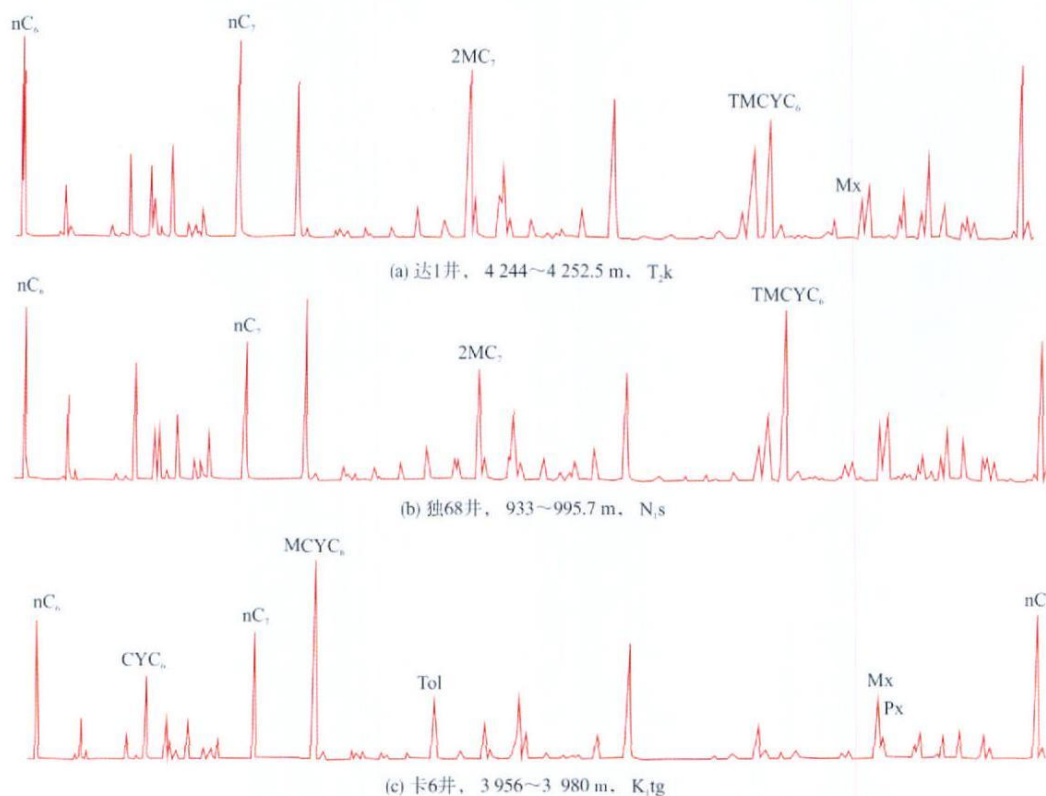 nC₆
nC₇
2MC₇
TMCYC₆
Mx
(a) 达1井， 4 244～4 252.5 m， T₂k
nC₆
nC₇
2MC₇
TMCYC₆
(b) 独68井， 933～995.7 m， N₁s
nC₆
CYC₆
nC₇
MCYC₆
Tol
Mx
Px
nC
(c) 卡6井， 3 956～3 980 m， K₁tg